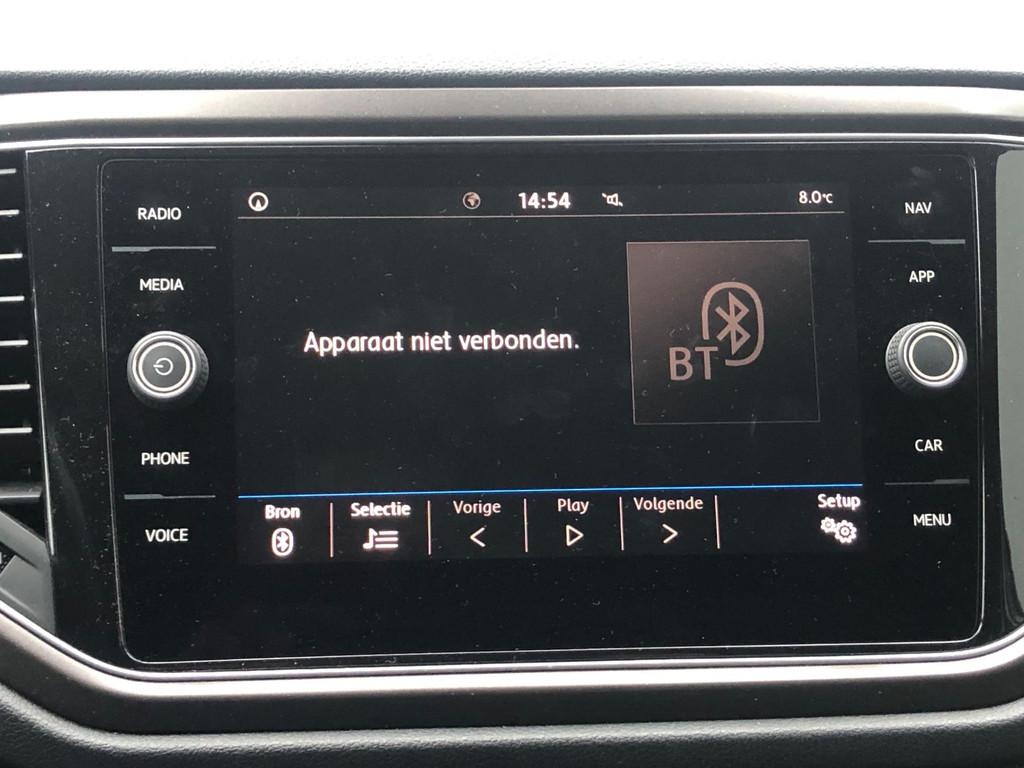 RADIO
MEDIA
PHONE
VOICE
14:54
8.0°C
Apparaat niet verbonden.
BT
Bron
Selectie
Vorige
Play
Volgende
Setup
NAV
APP
CAR
MENU